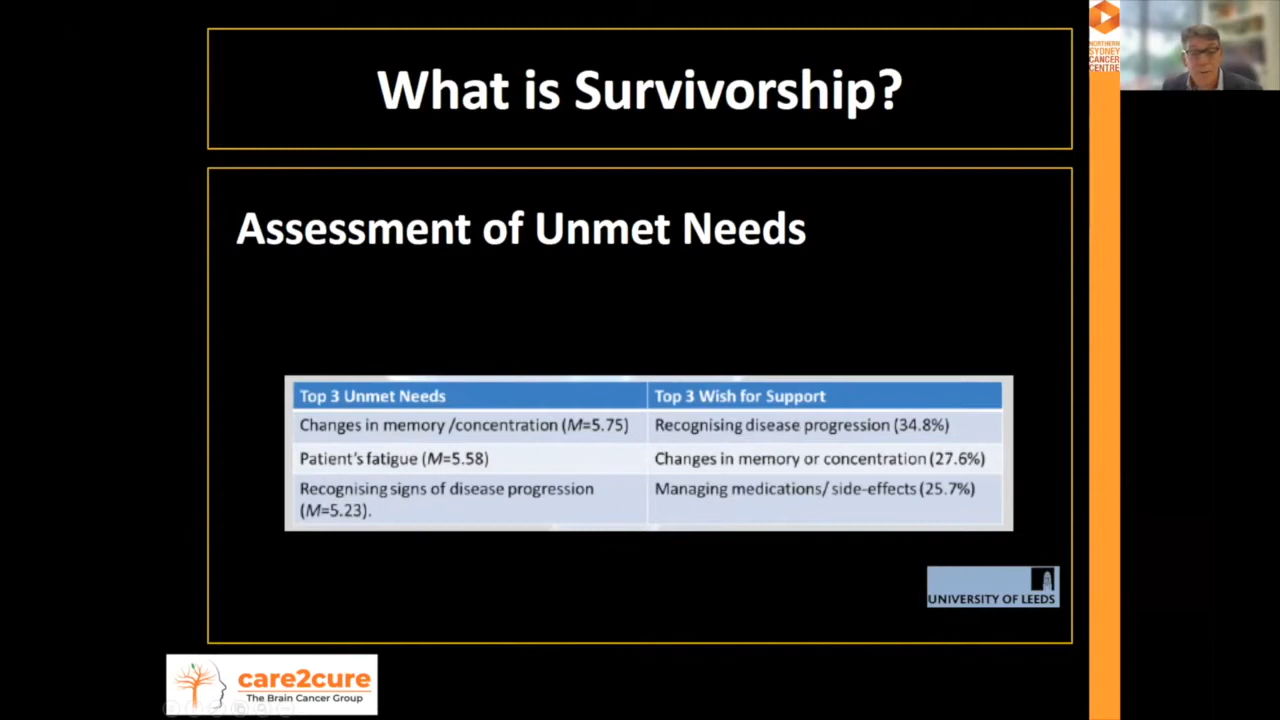 What is Survivorship?
Assessment of Unmet Needs
Top 3 Unmet Needs
Top 3 Wish for Support
Changes in memory /concentration (M=5.75)
Recognising disease progression (34.8%)
Patient's fatigue (M=5.58)
Changes in memory or concentration (27.6%)
Recognising signs of disease progression
(M=5.23).
Managing medications/ side-effects (25.7%)
UNIVERSITY OF LEEDS
care2cure
The Brain Cancer Group
NORTHERN
SYDNEY
CANCER
CENTRE